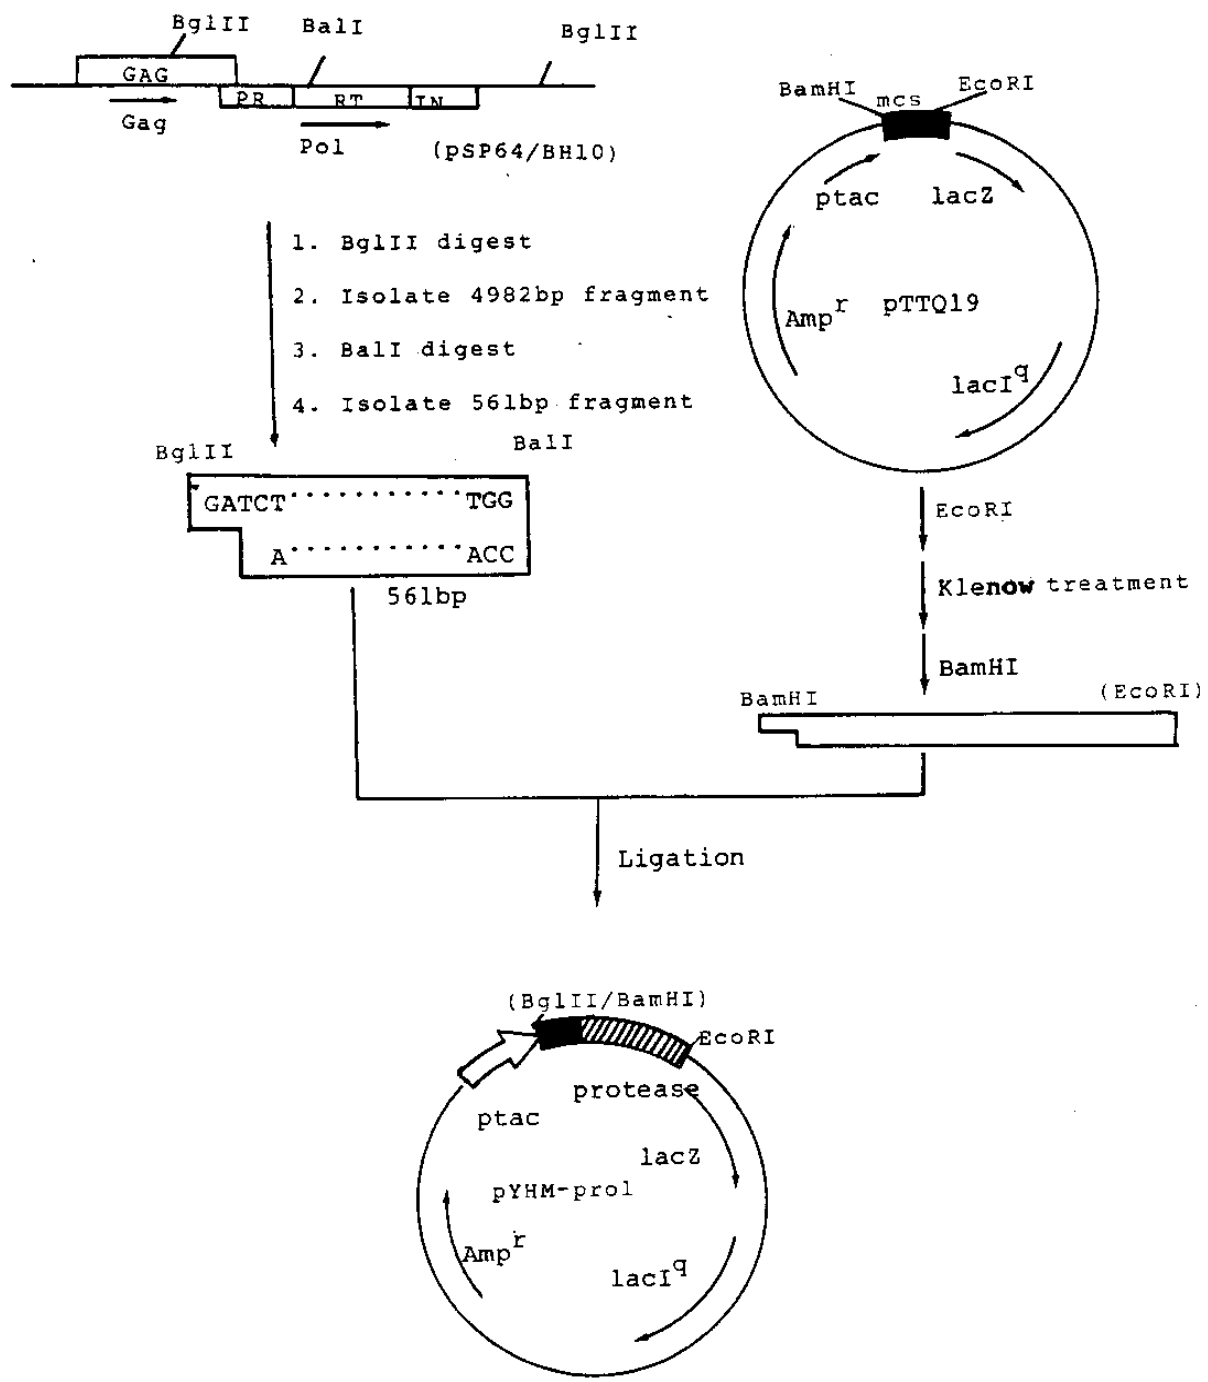 BglII BalI BglII
GAG
PR RT IN
Gag
Pol
(pSP64/BH10)
BamHI mcs EcoRI
ptac lacZ
Ampʳ pTTQ19
lacI^q
1. BglII digest
2. Isolate 4982bp fragment
3. BalI digest
4. Isolate 561bp fragment
BglII BalI
GATCT············TGG
A············ACC
561bp
EcoRI
Klenow treatment
BamHI
BamHI (EcoRI)
Ligation
(BglII/BamHI)
EcoRI
protease
ptac
lacZ
pYHM-pro1
Ampʳ
lacI^q